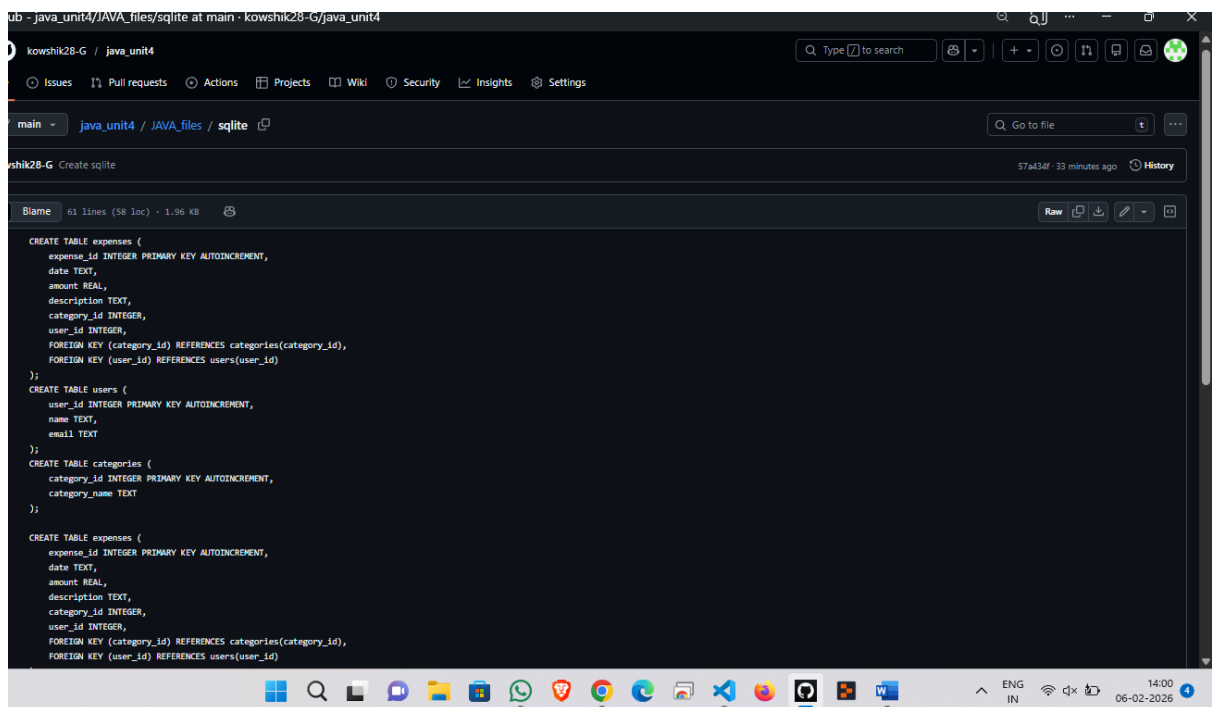 ub - java_unit4/JAVA_files/sqlite at main · kowshik28-G/java_unit4
kowshik28-G / java_unit4
Type / to search
Issues Pull requests Actions Projects Wiki Security Insights Settings
main java_unit4 / JAVA_files / sqlite
Go to file t
wshik28-G Create sqlite
57a434f · 33 minutes ago History
Blame 61 lines (58 loc) · 1.96 KB
Raw
CREATE TABLE expenses (
expense_id INTEGER PRIMARY KEY AUTOINCREMENT,
date TEXT,
amount REAL,
description TEXT,
category_id INTEGER,
user_id INTEGER,
FOREIGN KEY (category_id) REFERENCES categories(category_id),
FOREIGN KEY (user_id) REFERENCES users(user_id)
);
CREATE TABLE users (
user_id INTEGER PRIMARY KEY AUTOINCREMENT,
name TEXT,
email TEXT
);
CREATE TABLE categories (
category_id INTEGER PRIMARY KEY AUTOINCREMENT,
category_name TEXT
);
CREATE TABLE expenses (
expense_id INTEGER PRIMARY KEY AUTOINCREMENT,
date TEXT,
amount REAL,
description TEXT,
category_id INTEGER,
user_id INTEGER,
FOREIGN KEY (category_id) REFERENCES categories(category_id),
FOREIGN KEY (user_id) REFERENCES users(user_id)
ENG
IN
14:00
06-02-2026
4